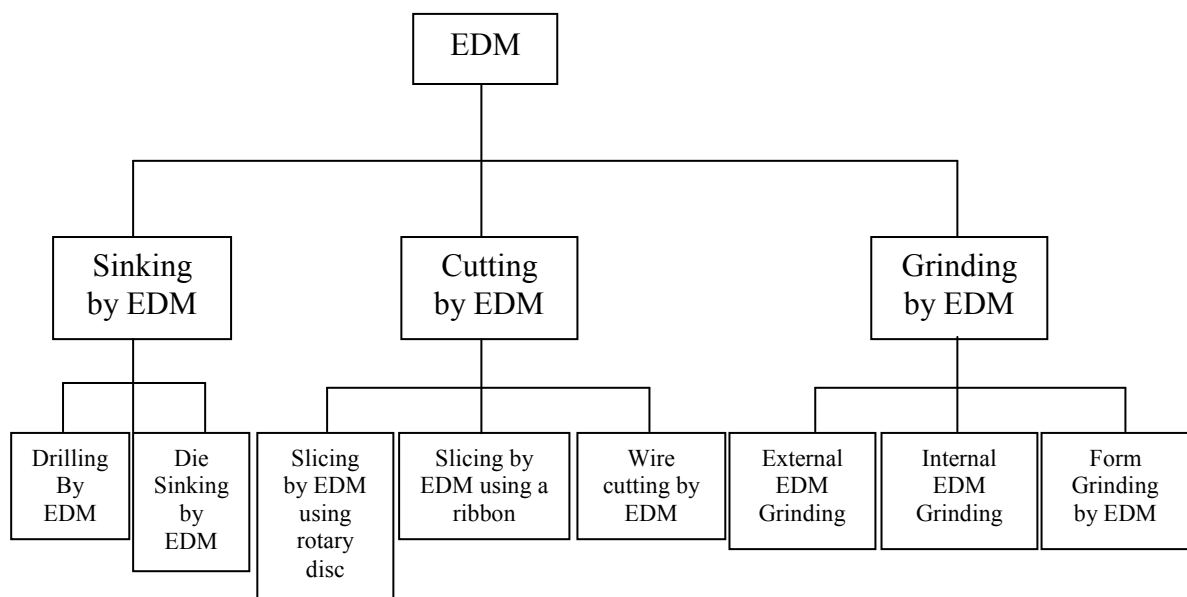 EDM
Sinking
by EDM
Cutting
by EDM
Grinding
by EDM
Drilling
By
EDM
Die
Sinking
by
EDM
Slicing
by EDM
using
rotary
disc
Slicing by
EDM using a
ribbon
Wire
cutting by
EDM
External
EDM
Grinding
Internal
EDM
Grinding
Form
Grinding
by EDM